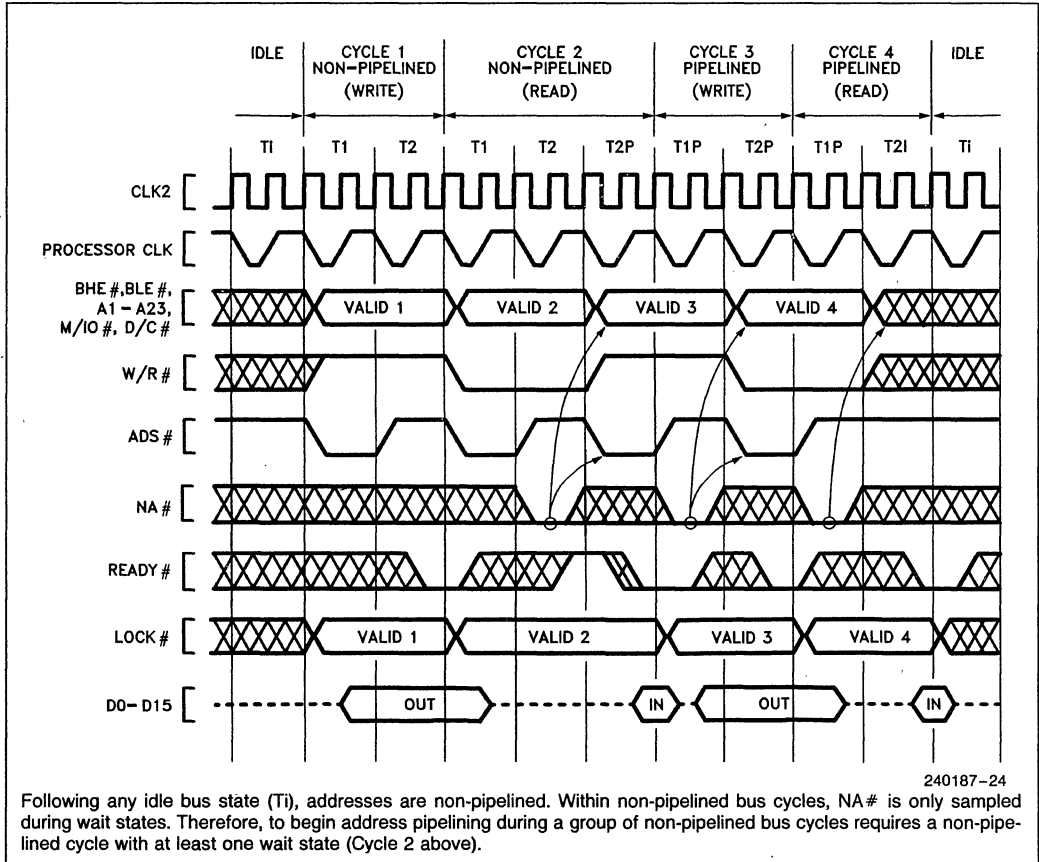 IDLE CYCLE 1 CYCLE 2 CYCLE 3 CYCLE 4 IDLE
NON-PIPELINED NON-PIPELINED PIPELINED PIPELINED
(WRITE) (READ) (WRITE) (READ)
TI T1 T2 T1 T2 T2P T1P T2P T1P T2I Ti
CLK2
PROCESSOR CLK
BHE #,BLE #,
A1 - A23,
M/IO #, D/C #
VALID 1 VALID 2 VALID 3 VALID 4
W/R #
ADS #
NA #
READY #
LOCK # VALID 1 VALID 2 VALID 3 VALID 4
D0- D15 OUT IN OUT IN
240187-24
Following any idle bus state (Ti), addresses are non-pipelined. Within non-pipelined bus cycles, NA# is only sampled
during wait states. Therefore, to begin address pipelining during a group of non-pipelined bus cycles requires a non-pipe-
lined cycle with at least one wait state (Cycle 2 above).